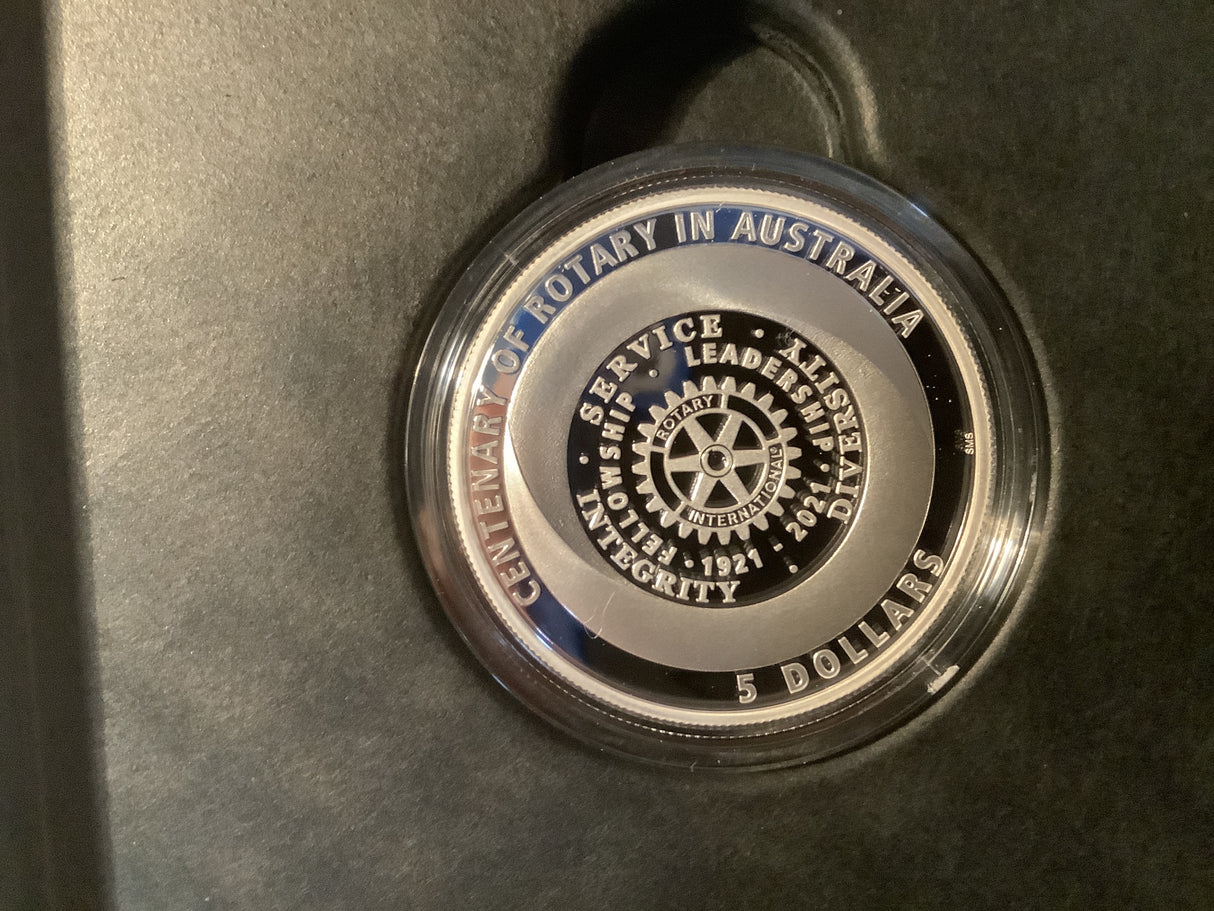 CENTENARY OF ROTARY IN AUSTRALIA
5 DOLLARS
SERVICE · DIVERSITY · INTEGRITY ·
FELLOWSHIP · LEADERSHIP · 2021 · 1921 ·
ROTARY
INTERNATIONAL
SMS